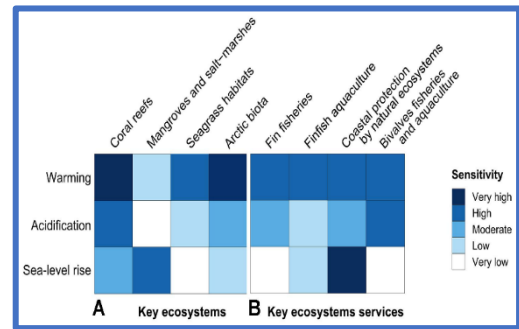 Coral reefs
Mangroves and salt-marshes
Seagrass habitats
Arctic biota
Fin fisheries
Finfish aquaculture
Coastal protection
by natural ecosystems
Bivalves fisheries
and aquaculture
Warming
Acidification
Sea-level rise
Sensitivity
Very high
High
Moderate
Low
Very low
A Key ecosystems
B Key ecosystems services